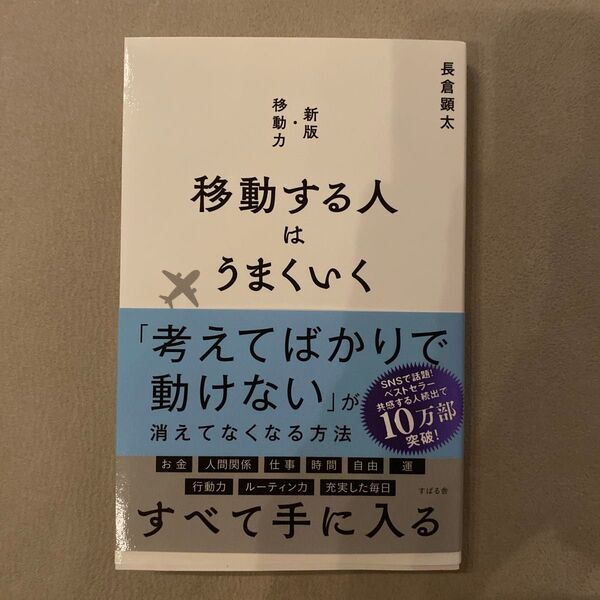 長倉顕太
新版・
移動力
移動する人
は
うまくいく
「考えてばかりで
動けない」が
消えてなくなる方法
SNSで話題!
ベストセラー
共感する人続出で
10万部
突破!
お金 人間関係 仕事 時間 自由 運
行動力 ルーティン力 充実した毎日
すばる舎
すべて手に入る